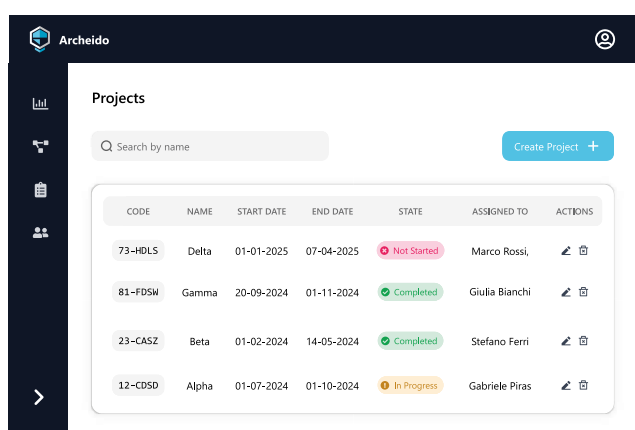 Archeido
Projects
Search by name
Create Project +
CODE NAME START DATE END DATE STATE ASSIGNED TO ACTIONS
73-HDLS Delta 01-01-2025 07-04-2025 Not Started Marco Rossi,
81-FDSW Gamma 20-09-2024 01-11-2024 Completed Giulia Bianchi
23-CASZ Beta 01-02-2024 14-05-2024 Completed Stefano Ferri
12-CDSD Alpha 01-07-2024 01-10-2024 In Progress Gabriele Piras